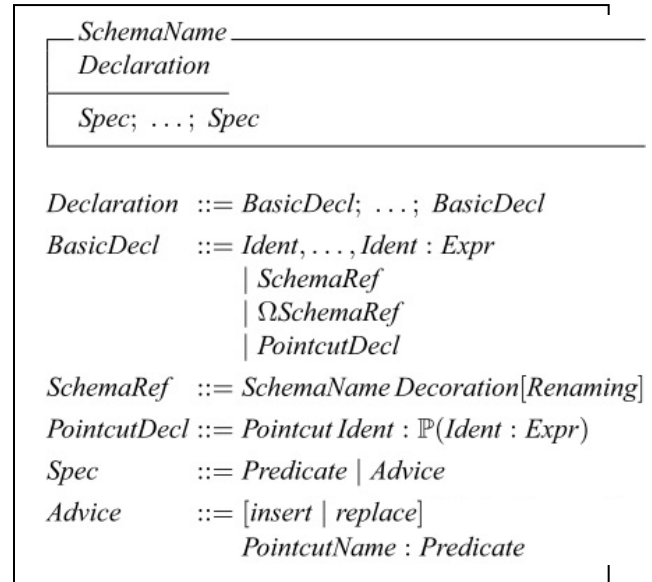 SchemaName
Declaration
Spec; ...; Spec
Declaration ::= BasicDecl; ...; BasicDecl
BasicDecl ::= Ident,...,Ident : Expr
| SchemaRef
| ΩSchemaRef
| PointcutDecl
SchemaRef ::= SchemaName Decoration[Renaming]
PointcutDecl ::= Pointcut Ident : ℙ(Ident : Expr)
Spec ::= Predicate | Advice
Advice ::= [insert | replace]
PointcutName : Predicate